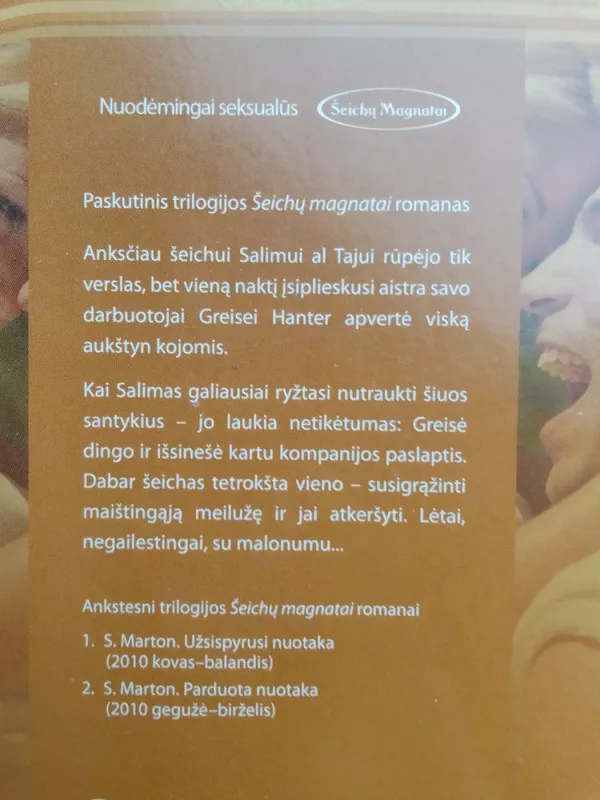 Nuodėmingai seksualūs Šeichų Magnatai
Paskutinis trilogijos Šeichų magnatai romanas
Anksčiau šeichui Salimui al Tajui rūpėjo tik
verslas, bet vieną naktį įsiplieskusi aistra savo
darbuotojai Greisei Hanter apvertė viską
aukštyn kojomis.
Kai Salimas galiausiai ryžtasi nutraukti šiuos
santykius – jo laukia netikėtumas: Greisė
dingo ir išsinešė kartu kompanijos paslaptis.
Dabar šeichas tetrokšta vieno – susigrąžinti
maištingąją meilužę ir jai atkeršyti. Lėtai,
negailestingai, su malonumu...
Ankstesni trilogijos Šeichų magnatai romanai
1. S. Marton. Užsispyrusi nuotaka
(2010 kovas–balandis)
2. S. Marton. Parduota nuotaka
(2010 gegužė–birželis)